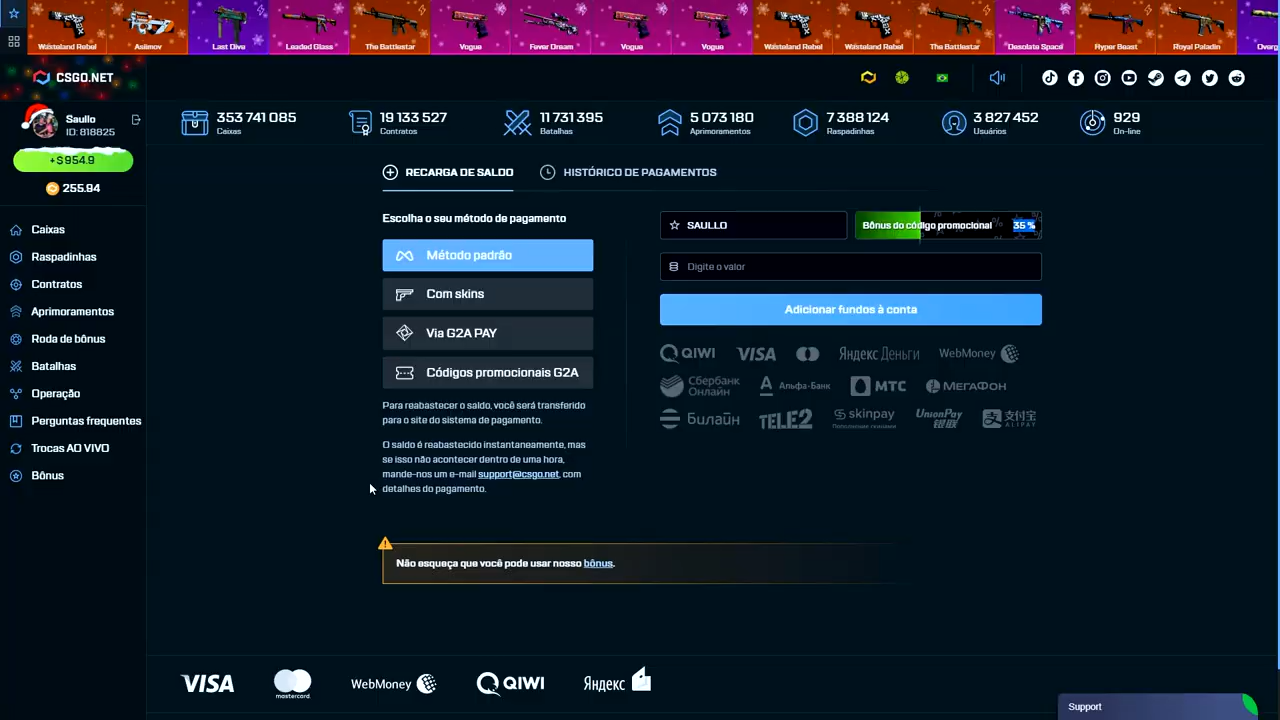 Wasteland Rebel
Asiimov
Last Dive
Leaded Glass
The Battlestar
Vogue
Fever Dream
Vogue
Vogue
Wasteland Rebel
Wasteland Rebel
The Battlestar
Desolate Space
Hyper Beast
Royal Paladin
CSGO.NET
Saullo
ID: 818825
+$954.9
255.94
353 741 085
Caixas
19 133 527
Contratos
11 731 395
Batalhas
5 073 180
Aprimoramentos
7 388 124
Raspadinhas
3 827 452
Usuários
929
On-line
Caixas
Raspadinhas
Contratos
Aprimoramentos
Roda de bônus
Batalhas
Operação
Perguntas frequentes
Trocas AO VIVO
Bônus
RECARGA DE SALDO
HISTÓRICO DE PAGAMENTOS
Escolha o seu método de pagamento
Método padrão
Com skins
Via G2A PAY
Códigos promocionais G2A
Para reabastecer o saldo, você será transferido
para o site do sistema de pagamento.
O saldo é reabastecido instantaneamente, mas
se isso não acontecer dentro de uma hora,
mande-nos um e-mail support@csgo.net, com
detalhes do pagamento.
SAULLO
Bônus do código promocional 35 %
Digite o valor
Adicionar fundos à conta
QIWI VISA Яндекс Деньги WebMoney
Сбербанк Онлайн Альфа-Банк МТС МЕГАФОН
Билайн TELE2 skinpay UnionPay 银联 支付宝 ALIPAY
Não esqueça que você pode usar nosso bônus.
VISA
mastercard
WebMoney
QIWI
Яндекс
Support